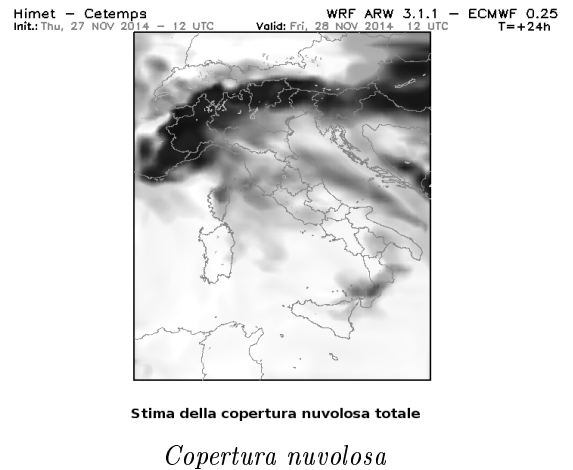 Himet – Cetemps WRF ARW 3.1.1 – ECMWF 0.25
Init.: Thu, 27 NOV 2014 – 12 UTC Valid: Fri, 28 NOV 2014 12 UTC T=+24h
Stima della copertura nuvolosa totale
Copertura nuvolosa